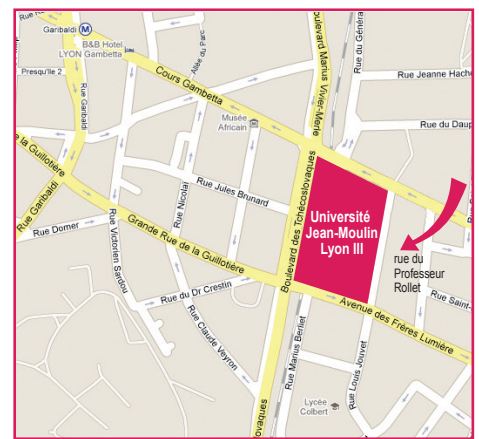 Rue R
Garibaldi M
B&B Hotel
LYON Gambetta
Presqu'île 2
Allée du Parc
Boulevard Marius Vivier-Merle
Rue du Généra
Rue Jeanne Hache
Cours Gambetta
Rue Garibaldi
Musée
Africain
Rue du Daup
e la Guillotière
Rue Garibaldi
Rue Nicolaï
Rue Jules Brunard
Boulevard des Tchécoslovaques
Université
Jean-Moulin
Lyon III
Rue Domer
Rue Victorien Sardou
Grande Rue de la Guillotière
rue du
Professeur
Rollet
Rue du Dr Crestin
Rue Saint-
Avenue des Frères Lumière
Rue Claude Veyron
Rue Marius Berliet
Rue Louis Jouvet
Lycée
Colbert
ovaques